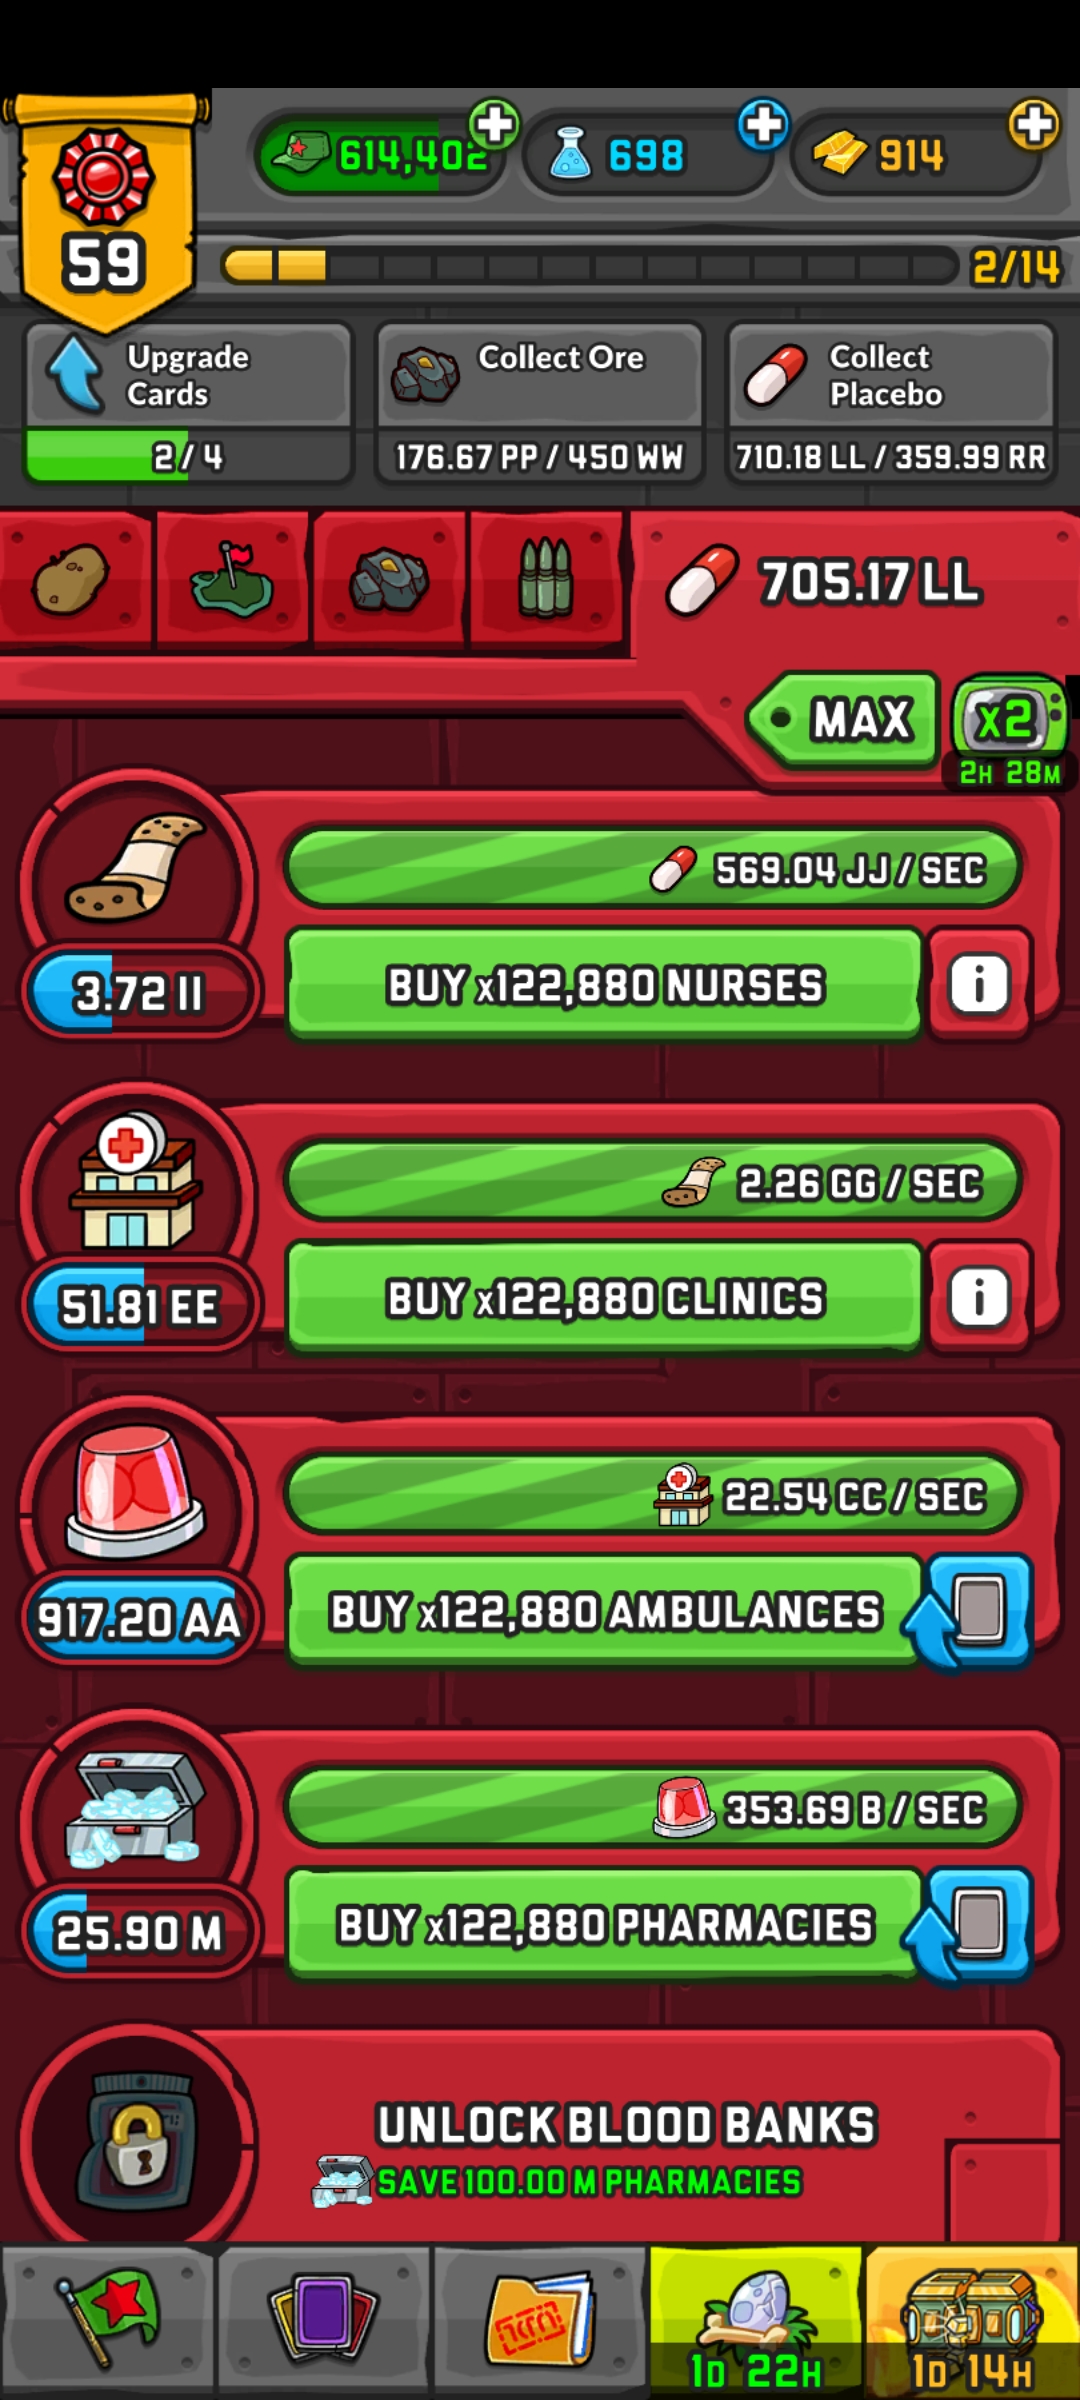 59
614,402
698
914
2/14
Upgrade
Cards
2/4
Collect Ore
176.67 PP / 450 WW
Collect
Placebo
710.18 LL / 359.99 RR
705.17 LL
MAX
x2
2H 28M
569.04 JJ / SEC
3.72 II
BUY x122,880 NURSES
i
2.26 GG / SEC
51.81 EE
BUY x122,880 CLINICS
i
22.54 CC / SEC
917.20 AA
BUY x122,880 AMBULANCES
353.69 B / SEC
25.90 M
BUY x122,880 PHARMACIES
UNLOCK BLOOD BANKS
SAVE 100.00 M PHARMACIES
1D 22H
1D 14H